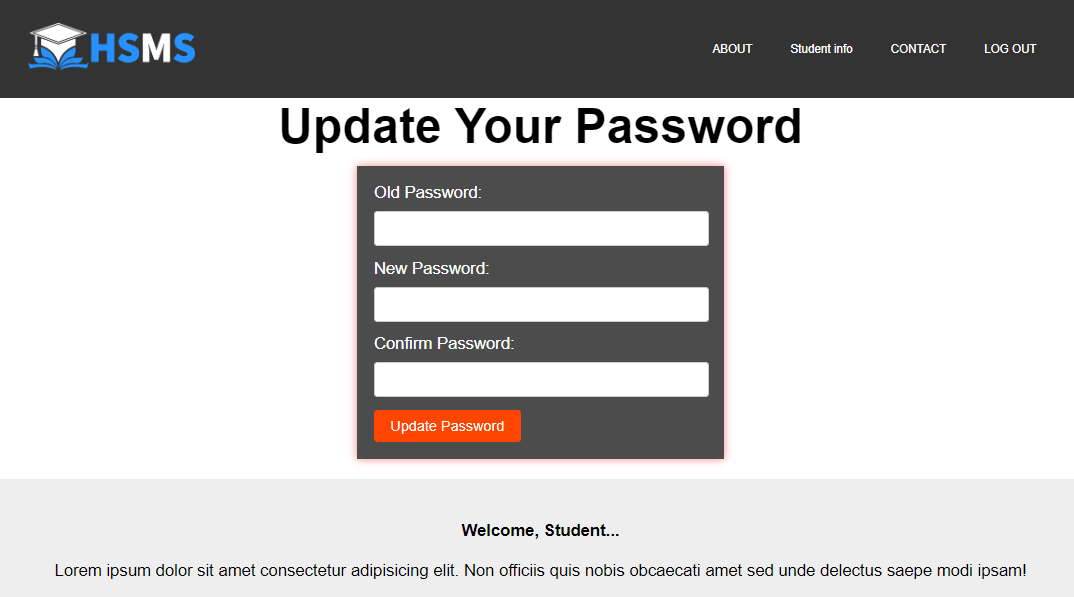 HSMS
ABOUT Student info CONTACT LOG OUT
Update Your Password
Old Password:
New Password:
Confirm Password:
Update Password
Welcome, Student...
Lorem ipsum dolor sit amet consectetur adipisicing elit. Non officiis quis nobis obcaecati amet sed unde delectus saepe modi ipsam!